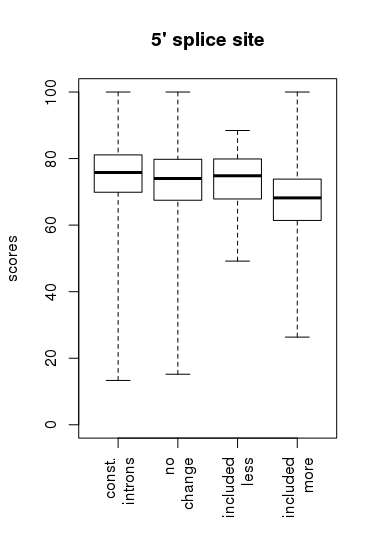 5' splice site
scores
100
80
60
40
20
0
const.
introns
no
change
included
less
included
more